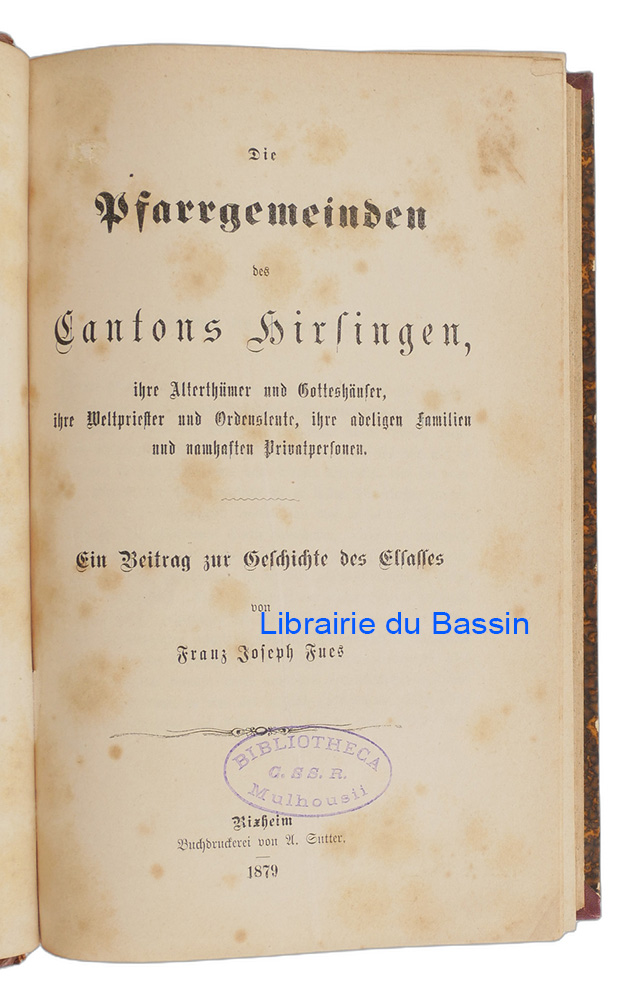 Die
Pfarrgemeinden
des
Cantons Hirsingen,
ihre Alterthümer und Gotteshäuser,
ihre Weltpriester und Ordensleute, ihre adeligen Familien
und namhaften Privatpersonen.
Ein Beitrag zur Geschichte des Elsasses
von
Librairie du Bassin
Franz Joseph Fues
BIBLIOTHECA
C. SS. R.
Mulhousii
Rixheim
Buchdruckerei von A. Sutter.
1879